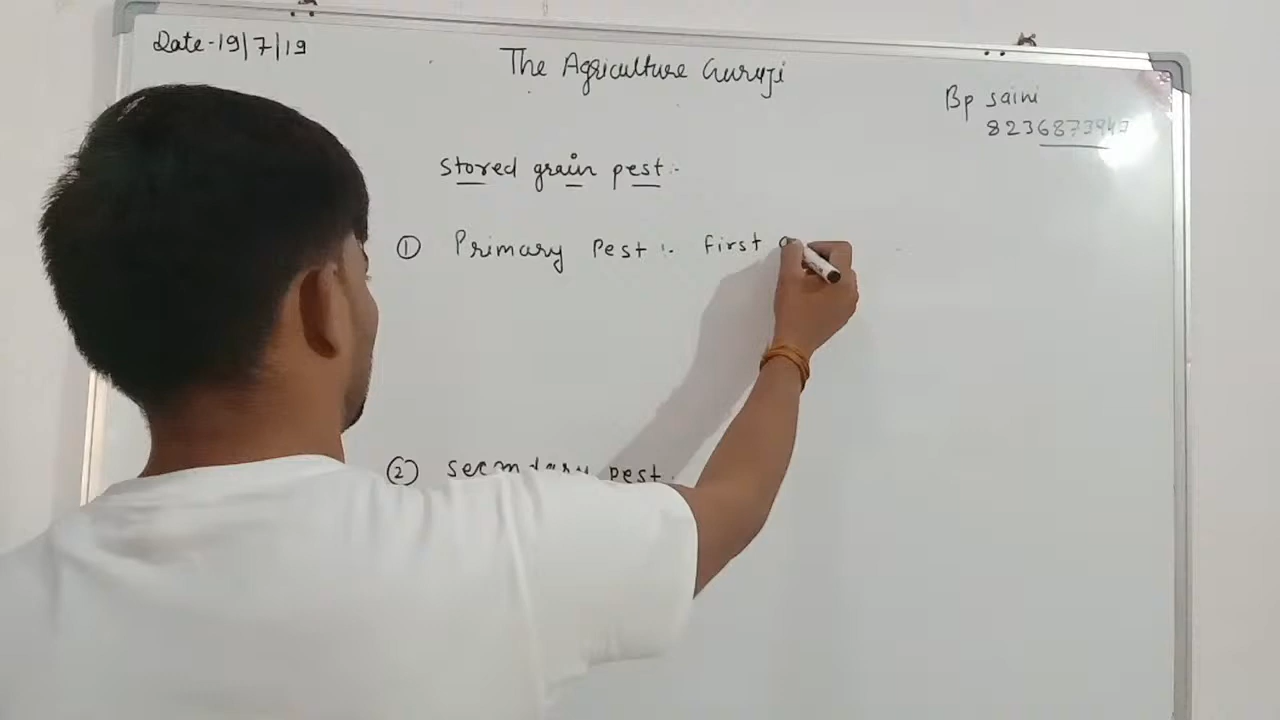 Date-19/7/19
The Agriculture Guruji
Bp saini
stored grain pest:-
① Primary Pest :- first
② secondary pest